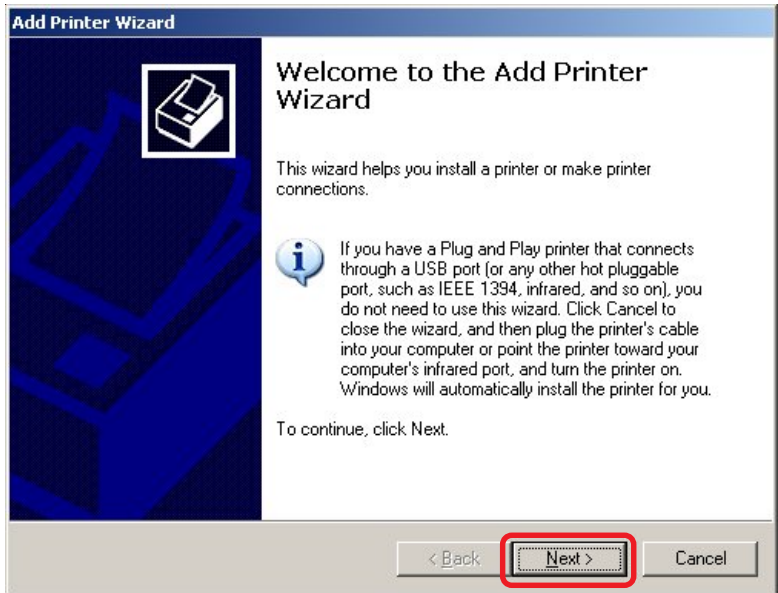 Add Printer Wizard
Welcome to the Add Printer
Wizard
This wizard helps you install a printer or make printer
connections.
If you have a Plug and Play printer that connects
through a USB port (or any other hot pluggable
port, such as IEEE 1394, infrared, and so on), you
do not need to use this wizard. Click Cancel to
close the wizard, and then plug the printer's cable
into your computer or point the printer toward your
computer's infrared port, and turn the printer on.
Windows will automatically install the printer for you.
To continue, click Next.
< Back Next > Cancel